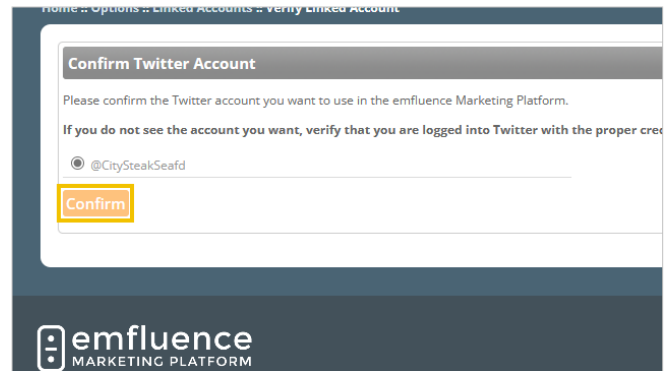 Home :: Options :: Linked Accounts :: Verify Linked Account
Confirm Twitter Account
Please confirm the Twitter account you want to use in the emfluence Marketing Platform.
If you do not see the account you want, verify that you are logged into Twitter with the proper
@CitySteakSeafd
Confirm
emfluence
MARKETING PLATFORM